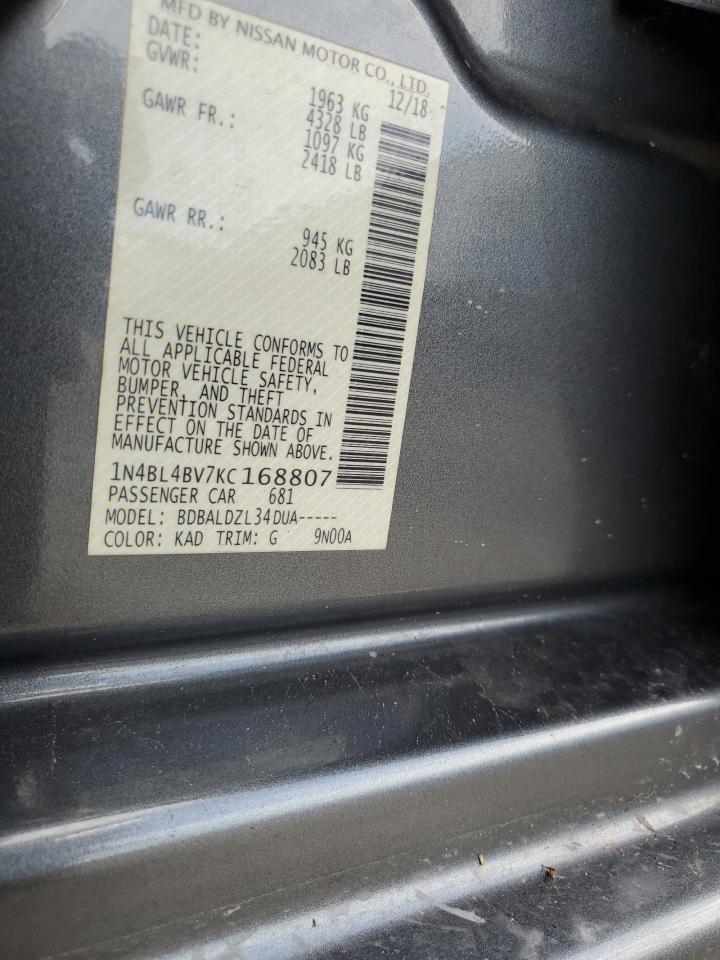 MFD BY NISSAN MOTOR CO., LTD.
DATE: 12/18
GVWR: 1963 KG
4328 LB
GAWR FR.: 1097 KG
2418 LB
GAWR RR.: 945 KG
2083 LB
THIS VEHICLE CONFORMS TO
ALL APPLICABLE FEDERAL
MOTOR VEHICLE SAFETY,
BUMPER, AND THEFT
PREVENTION STANDARDS IN
EFFECT ON THE DATE OF
MANUFACTURE SHOWN ABOVE.
1N4BL4BV7KC168807
PASSENGER CAR 681
MODEL: BDBALDZL34DUA-----
COLOR: KAD TRIM: G 9N00A